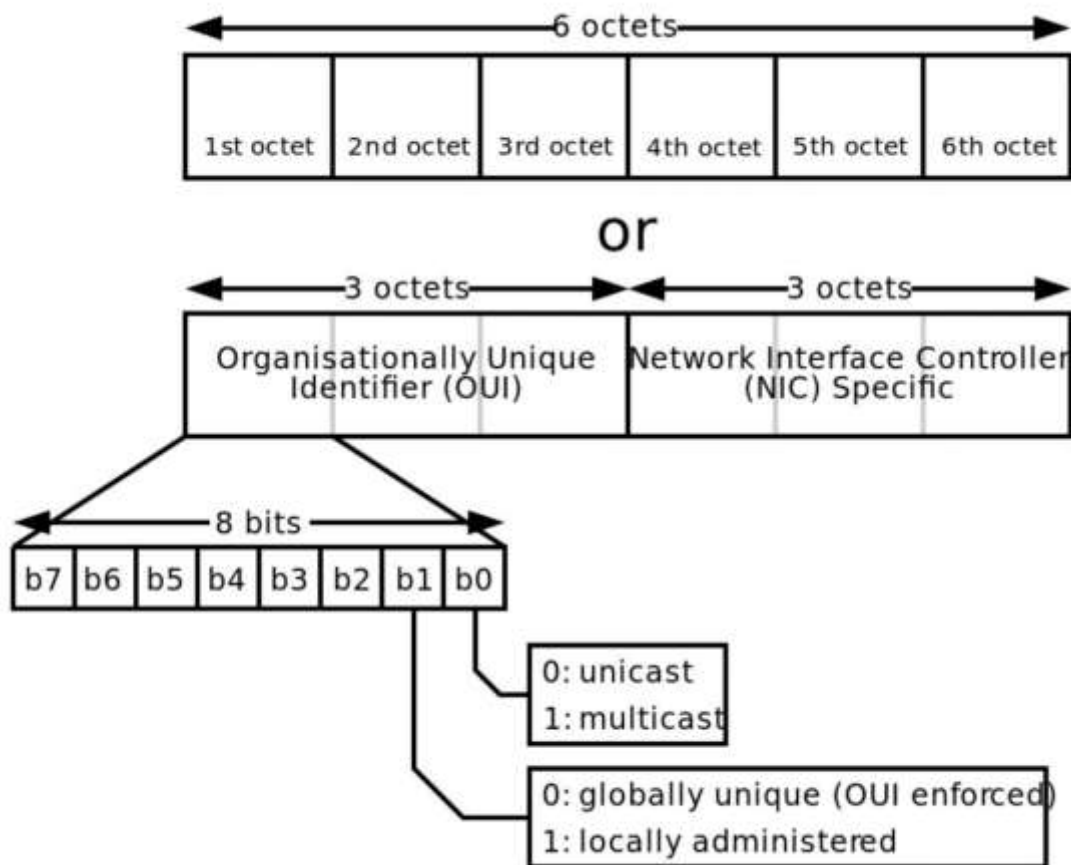 6 octets
1st octet 2nd octet 3rd octet 4th octet 5th octet 6th octet
or
3 octets 3 octets
Organisationally Unique
Identifier (OUI)
Network Interface Controller
(NIC) Specific
8 bits
b7 b6 b5 b4 b3 b2 b1 b0
0: unicast
1: multicast
0: globally unique (OUI enforced)
1: locally administered